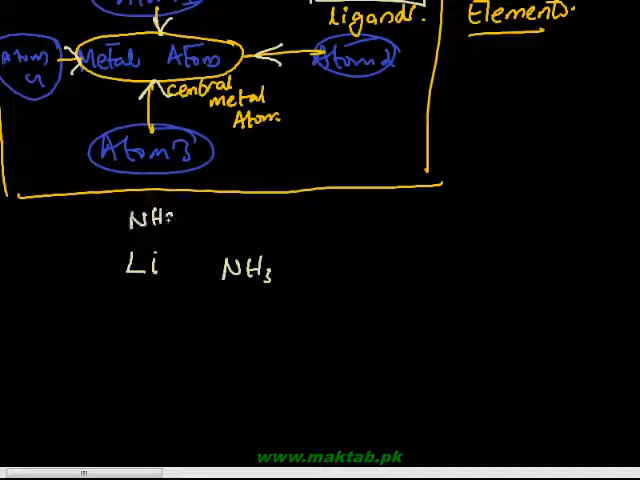 ligands.
Elements.
Atom 4
Metal Atom
Atom 2
central
metal
Atom.
Atom 3
NH3
Li NH3
www.maktab.pk